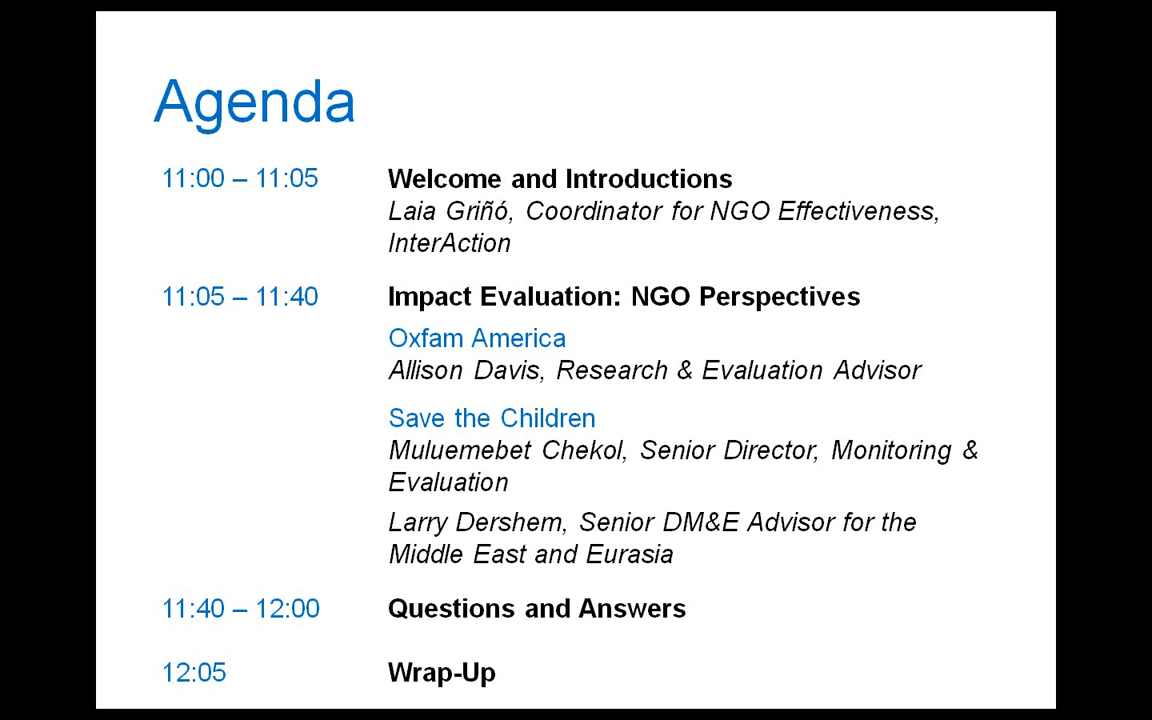 Agenda
11:00 – 11:05
Welcome and Introductions
Laia Griñó, Coordinator for NGO Effectiveness,
InterAction
11:05 – 11:40
Impact Evaluation: NGO Perspectives
Oxfam America
Allison Davis, Research & Evaluation Advisor
Save the Children
Muluemebet Chekol, Senior Director, Monitoring &
Evaluation
Larry Dershem, Senior DM&E Advisor for the
Middle East and Eurasia
11:40 – 12:00
Questions and Answers
12:05
Wrap-Up